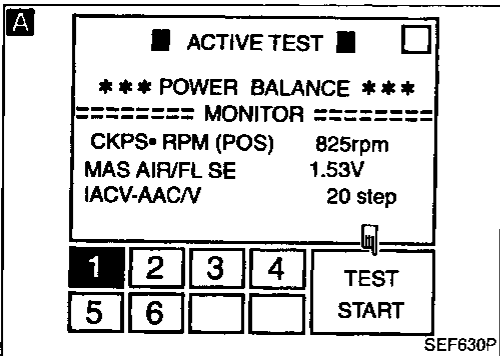 A
ACTIVE TEST
*** POWER BALANCE ***
======== MONITOR ========
CKPS•RPM (POS) 825rpm
MAS AIR/FL SE 1.53V
IACV-AAC/V 20 step
1 2 3 4 TEST
5 6 START
SEF630P